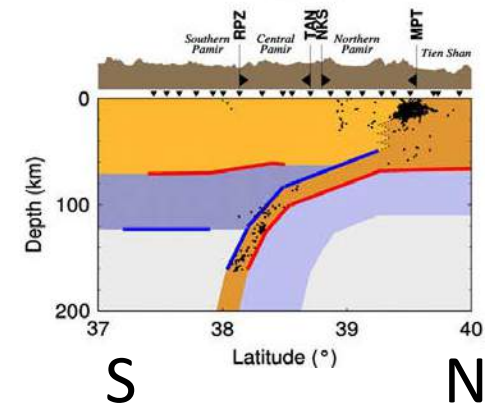 RPZ
TAN
NKS
MPT
Southern Pamir
Central Pamir
Northern Pamir
Tien Shan
0
100
200
Depth (km)
37
38
39
40
Latitude (°)
S
N